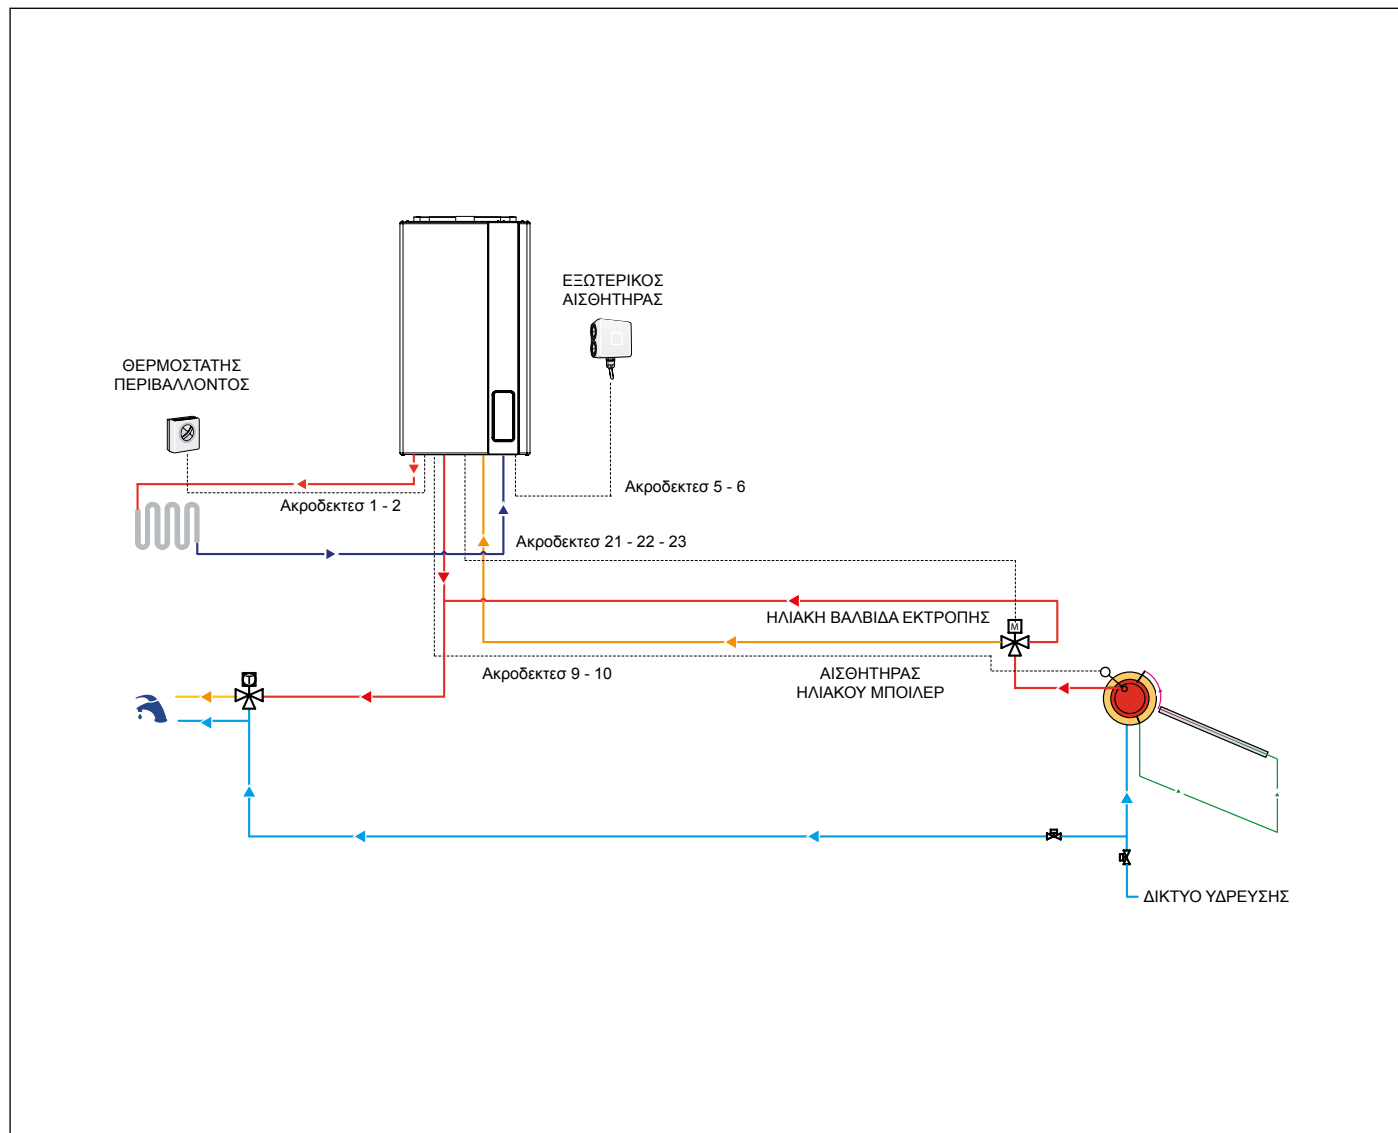 ΕΞΩΤΕΡΙΚΟΣ
ΑΙΣΘΗΤΗΡΑΣ
ΘΕΡΜΟΣΤΑΤΗΣ
ΠΕΡΙΒΑΛΛΟΝΤΟΣ
Ακροδεκτεσ 5 - 6
Ακροδεκτεσ 1 - 2
Ακροδεκτεσ 21 - 22 - 23
ΗΛΙΑΚΗ ΒΑΛΒΙΔΑ ΕΚΤΡΟΠΗΣ
M
Ακροδεκτεσ 9 - 10
ΑΙΣΘΗΤΗΡΑΣ
ΗΛΙΑΚΟΥ ΜΠΟΙΛΕΡ
T
ΔΙΚΤΥΟ ΥΔΡΕΥΣΗΣ